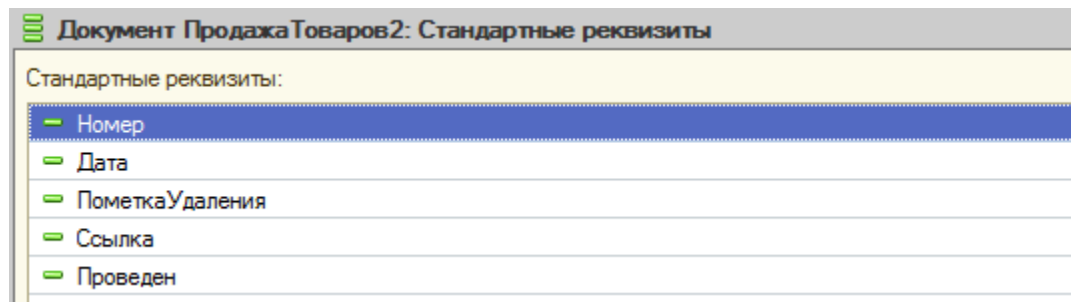 Документ ПродажаТоваров2: Стандартные реквизиты
Стандартные реквизиты:
Номер
Дата
ПометкаУдаления
Ссылка
Проведен